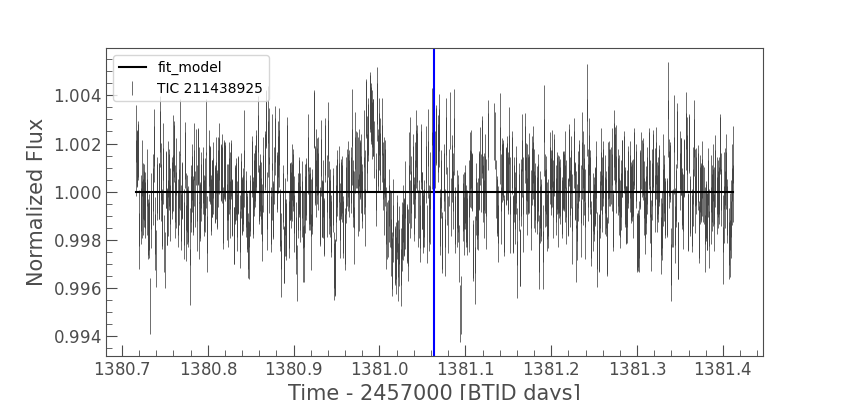 fit_model
TIC 211438925
1.004
1.002
1.000
0.998
0.996
0.994
Normalized Flux
1380.7 1380.8 1380.9 1381.0 1381.1 1381.2 1381.3 1381.4
Time - 2457000 [BTJD days]